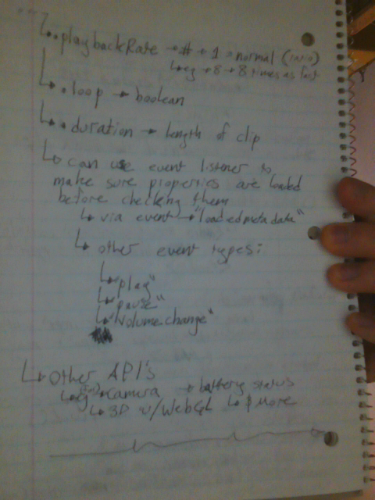 ↳ .playbackRate → # → 1 = normal
↳ eg → 8 → 8 times as fast
↳ .loop → boolean
↳ .duration → length of clip
↳ can use event listener to
make sure properties are loaded
before checking them
↳ via event → "loadedmetadata"
↳ other event types:
↳ "play"
↳ "pause"
↳ "volumechange"
↳ Other API's
↳ eg → Camera → battery status
↳ 3D w/WebGL ↳ & More